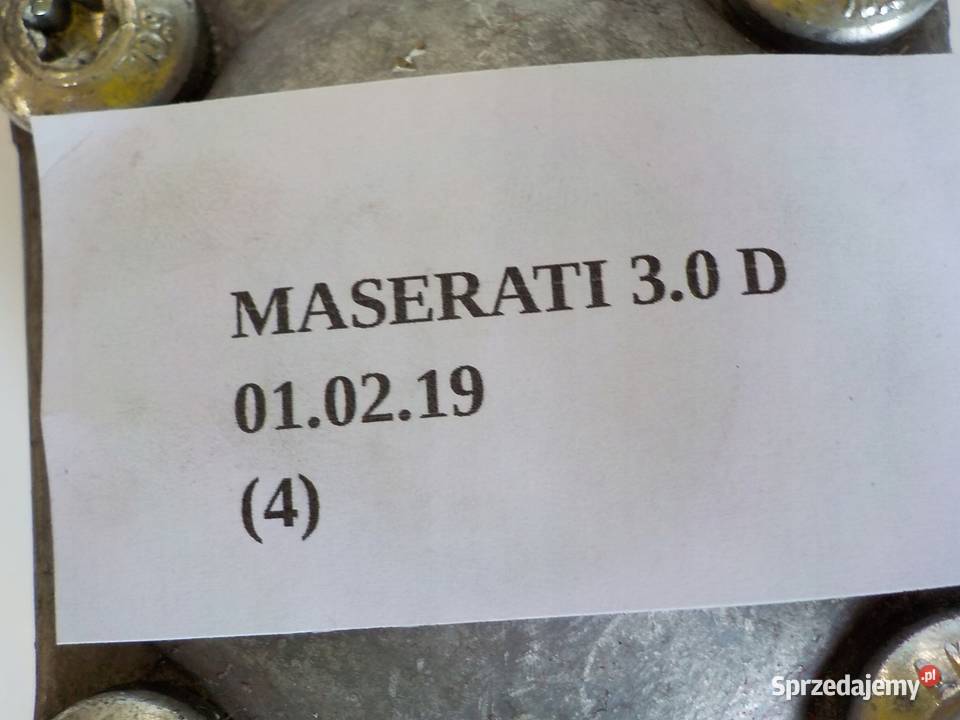 MASERATI 3.0 D
01.02.19
(4)
Sprzedajemy.pl